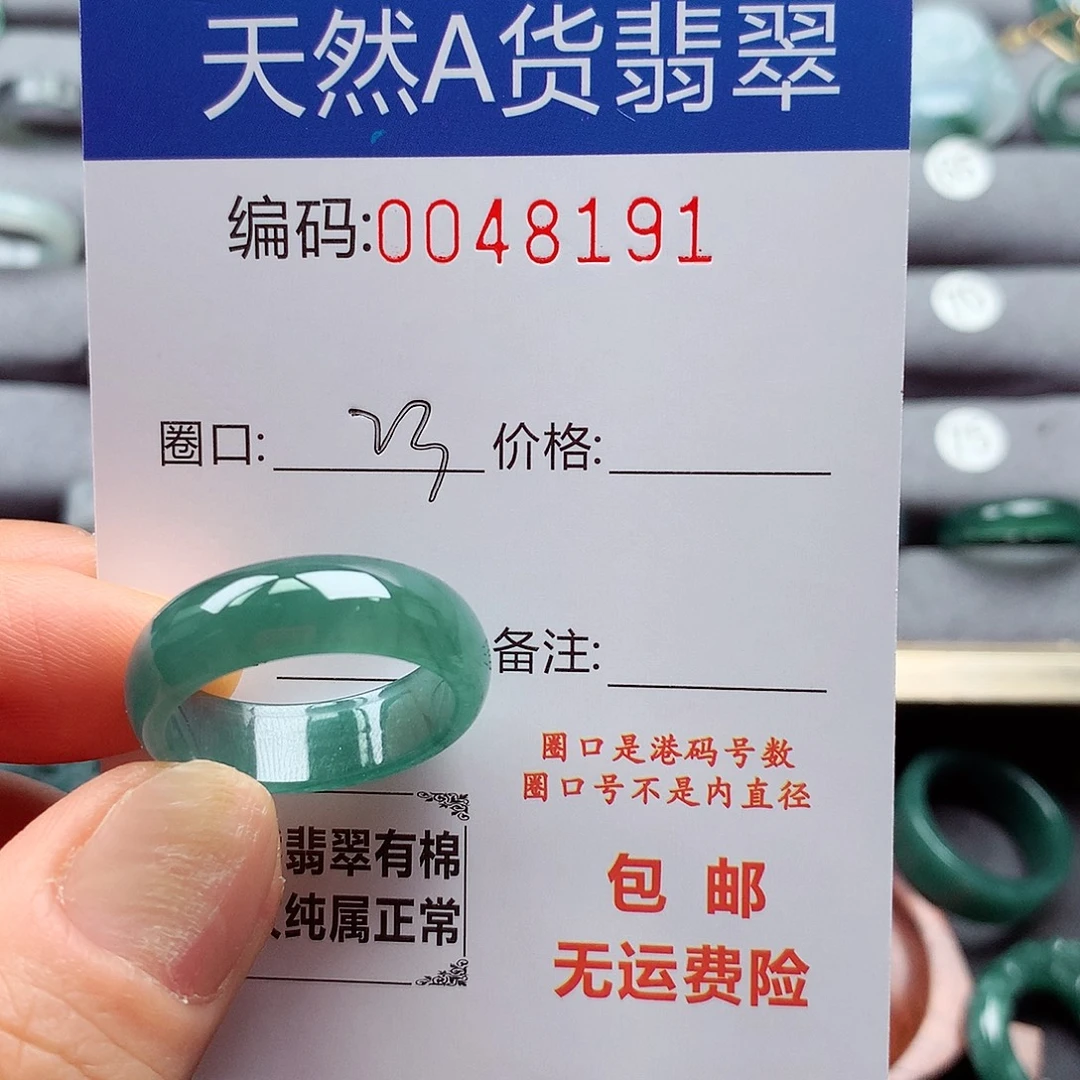 天然A货翡翠
编码:0048191
圈口: 23 价格:
备注:
圈口是港码号数
圈口号不是内直径
翡翠有棉
纯属正常
包 邮
无运费险
15